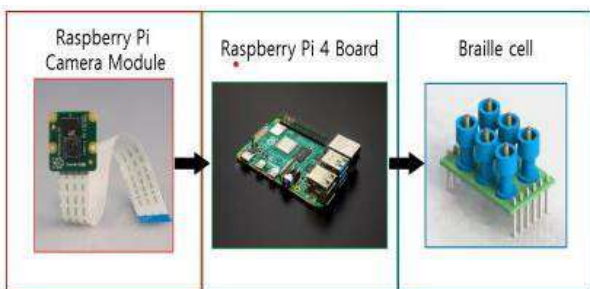 Raspberry Pi
Camera Module
Raspberry Pi 4 Board
Braille cell